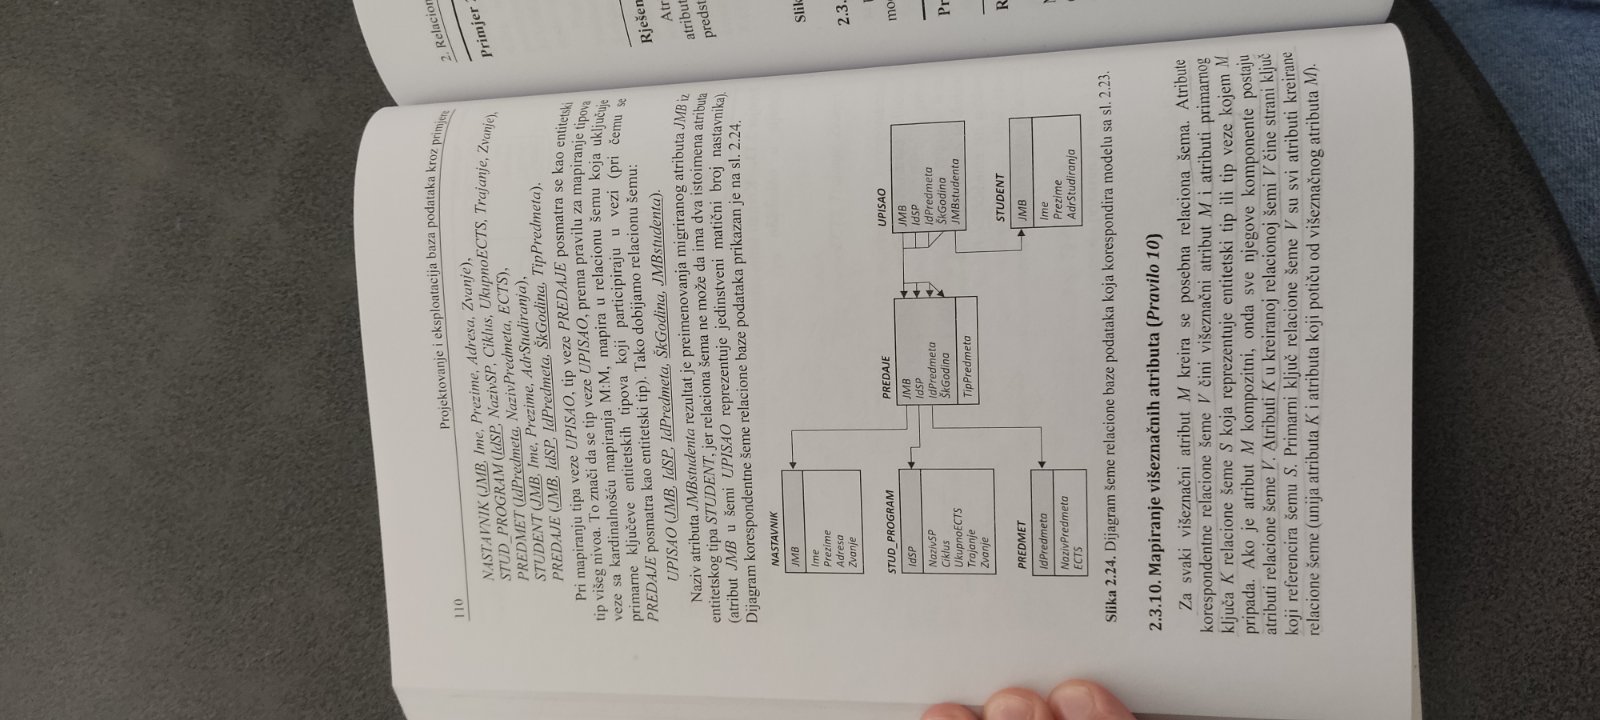 110
Projektovanje i eksploatacija baza podataka kroz primjere
NASTAVNIK (JMB, Ime, Prezime, Adresa, Zvanje),
STUD_PROGRAM (IdSP, NazivSP, Ciklus, UkupnoECTS, Trajanje, Zvanje),
PREDMET (IdPredmeta, NazivPredmeta, ECTS),
STUDENT (JMB, Ime, Prezime, AdrStudiranja),
PREDAJE (JMB, IdSP, IdPredmeta, ŠkGodina, TipPredmeta).
Pri mapiranju tipa veze UPISAO, tip veze PREDAJE posmatra se kao entitetski
tip višeg nivoa. To znači da se tip veze UPISAO, prema pravilu za mapiranje tipova
veze sa kardinalnošću mapiranja M:M, mapira u relacionu šemu koja uključuje
primarne ključeve entitetskih tipova koji participiraju u vezi (pri čemu se
PREDAJE posmatra kao entitetski tip). Tako dobijamo relacionu šemu:
UPISAO (JMB, IdSP, IdPredmeta, ŠkGodina, JMBstudenta).
Naziv atributa JMBstudenta rezultat je preimenovanja migriranog atributa JMB iz
entitetskog tipa STUDENT, jer relaciona šema ne može da ima dva istoimena atributa
(atribut JMB u šemi UPISAO reprezentuje jedinstveni matični broj nastavnika).
Dijagram korespondentne šeme relacione baze podataka prikazan je na sl. 2.24.
NASTAVNIK
JMB
Ime
Prezime
Adresa
Zvanje
STUD_PROGRAM
IdSP
NazivSP
Ciklus
UkupnoECTS
Trajanje
Zvanje
PREDMET
IdPredmeta
NazivPredmeta
ECTS
PREDAJE
JMB
IdSP
IdPredmeta
ŠkGodina
TipPredmeta
UPISAO
JMB
IdSP
IdPredmeta
ŠkGodina
JMBstudenta
STUDENT
JMB
Ime
Prezime
AdrStudiranja
Slika 2.24. Dijagram šeme relacione baze podataka koja korespondira modelu sa sl. 2.23.
2.3.10. Mapiranje višeznačnih atributa (Pravilo 10)
Za svaki višeznačni atribut M kreira se posebna relaciona šema. Atribute
korespondentne relacione šeme V čini višeznačni atribut M i atributi primarnog
ključa K relacione šeme S koja reprezentuje entitetski tip ili tip veze kojem M
pripada. Ako je atribut M kompozitni, onda sve njegove komponente postaju
atributi relacione šeme V. Atributi K u kreiranoj relacionoj šemi V čine strani ključ
koji referencira šemu S. Primarni ključ relacione šeme V su svi atributi kreirane
relacione šeme (unija atributa K i atributa koji potiču od višeznačnog atributa M).
2. Relacion
Primjer
Rješen
Atr
atribut
predst
Slik
2.3.
mo
Pr
R